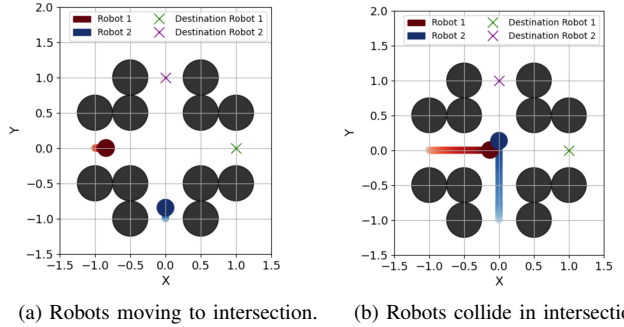 2.0
Robot 1
Destination Robot 1
Robot 2
Destination Robot 2
1.5
1.0
0.5
Y
0.0
−0.5
−1.0
−1.5
−1.5 −1.0 −0.5 0.0 0.5 1.0 1.5
X
(a) Robots moving to intersection.
2.0
Robot 1
Destination Robot 1
Robot 2
Destination Robot 2
1.5
1.0
0.5
Y
0.0
−0.5
−1.0
−1.5
−1.5 −1.0 −0.5 0.0 0.5 1.0 1.5
X
(b) Robots collide in intersectio